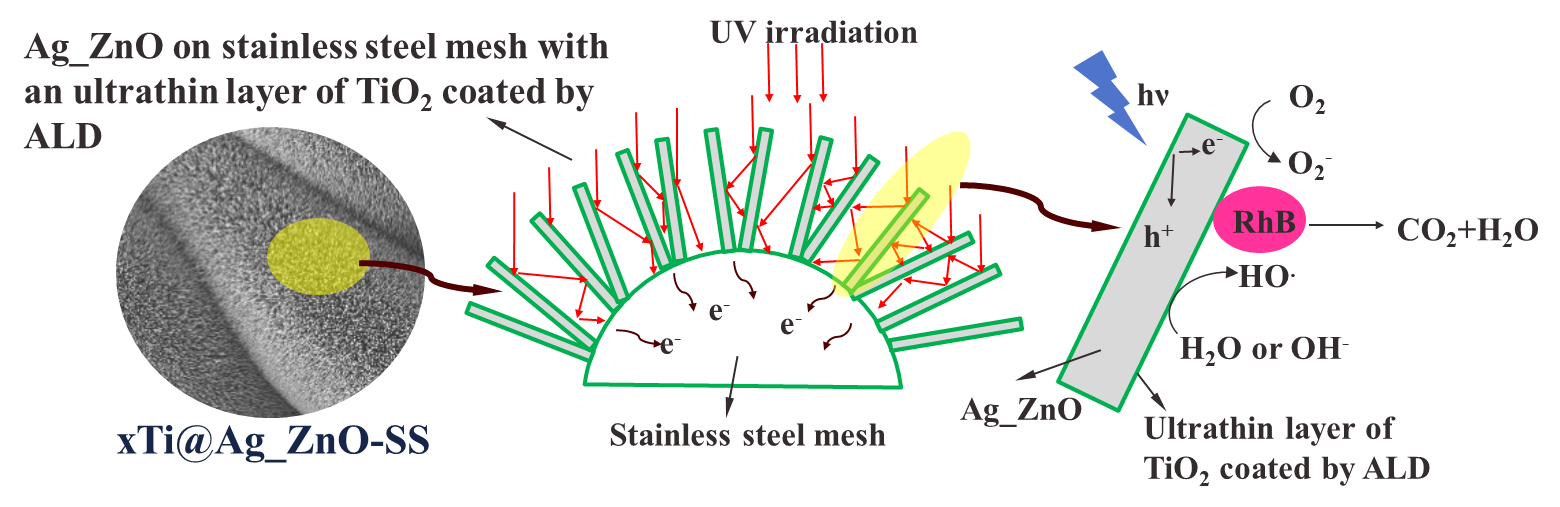 Ag_ZnO on stainless steel mesh with
an ultrathin layer of TiO₂ coated by
ALD
xTi@Ag_ZnO-SS
UV irradiation
e⁻
e⁻
e⁻
Stainless steel mesh
hν
e⁻
h⁺
O₂
O₂⁻
RhB
CO₂+H₂O
HO·
H₂O or OH⁻
Ag_ZnO
Ultrathin layer of
TiO₂ coated by ALD